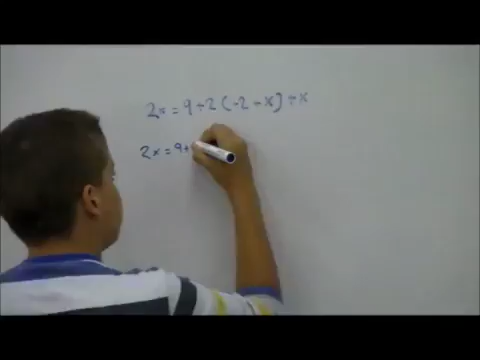 2x = 9 + 2 ( -2 + x ) + x
2x = 9 +